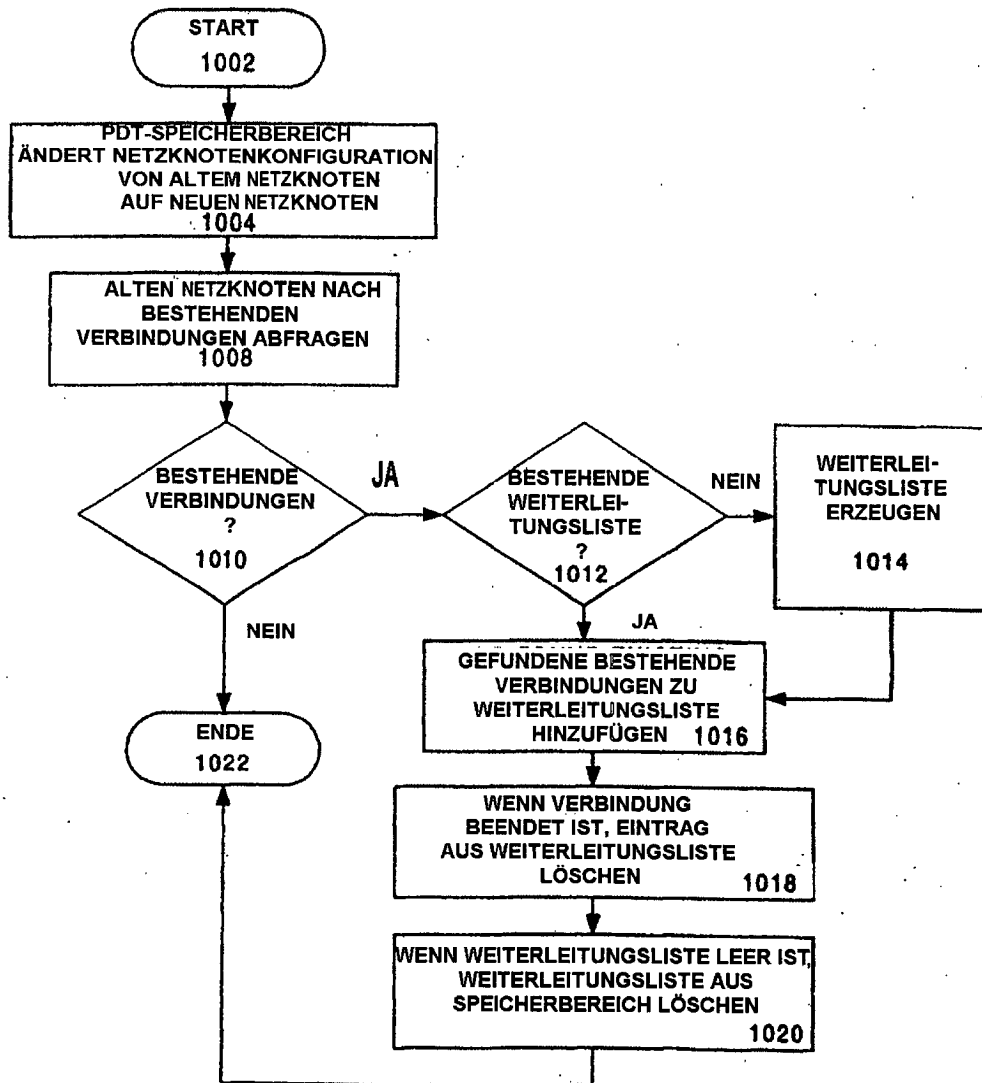 START
1002
PDT-SPEICHERBEREICH
ÄNDERT NETZKNOTENKONFIGURATION
VON ALTEM NETZKNOTEN
AUF NEUEN NETZKNOTEN
1004
ALTEN NETZKNOTEN NACH
BESTEHENDEN
VERBINDUNGEN ABFRAGEN
1008
BESTEHENDE
VERBINDUNGEN
?
1010
JA
NEIN
BESTEHENDE
WEITERLEI-
TUNGSLISTE
?
1012
NEIN
JA
WEITERLEI-
TUNGSLISTE
ERZEUGEN
1014
GEFUNDENE BESTEHENDE
VERBINDUNGEN ZU
WEITERLEITUNGSLISTE
HINZUFÜGEN 1016
WENN VERBINDUNG
BEENDET IST, EINTRAG
AUS WEITERLEITUNGSLISTE
LÖSCHEN 1018
WENN WEITERLEITUNGSLISTE LEER IST,
WEITERLEITUNGSLISTE AUS
SPEICHERBEREICH LÖSCHEN
1020
ENDE
1022